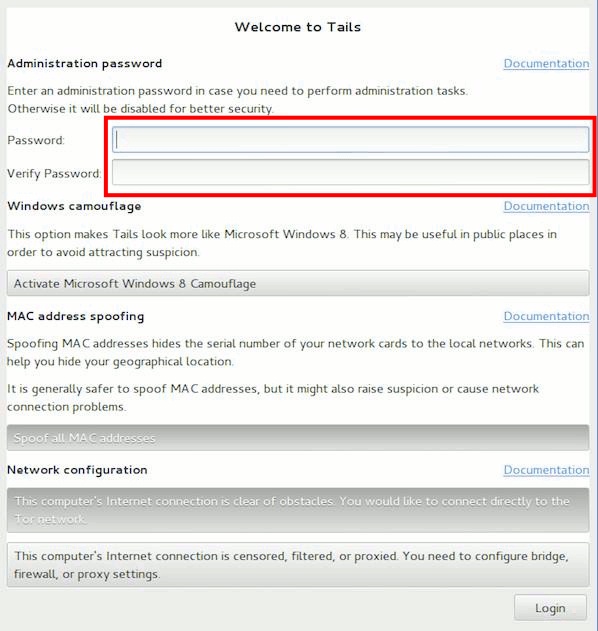 Welcome to Tails
Administration password Documentation
Enter an administration password in case you need to perform administration tasks.
Otherwise it will be disabled for better security.
Password:
Verify Password:
Windows camouflage Documentation
This option makes Tails look more like Microsoft Windows 8. This may be useful in public places in
order to avoid attracting suspicion.
Activate Microsoft Windows 8 Camouflage
MAC address spoofing Documentation
Spoofing MAC addresses hides the serial number of your network cards to the local networks. This can
help you hide your geographical location.
It is generally safer to spoof MAC addresses, but it might also raise suspicion or cause network
connection problems.
Spoof all MAC addresses
Network configuration Documentation
This computer's Internet connection is clear of obstacles. You would like to connect directly to the
Tor network.
This computer's Internet connection is censored, filtered, or proxied. You need to configure bridge,
firewall, or proxy settings.
Login